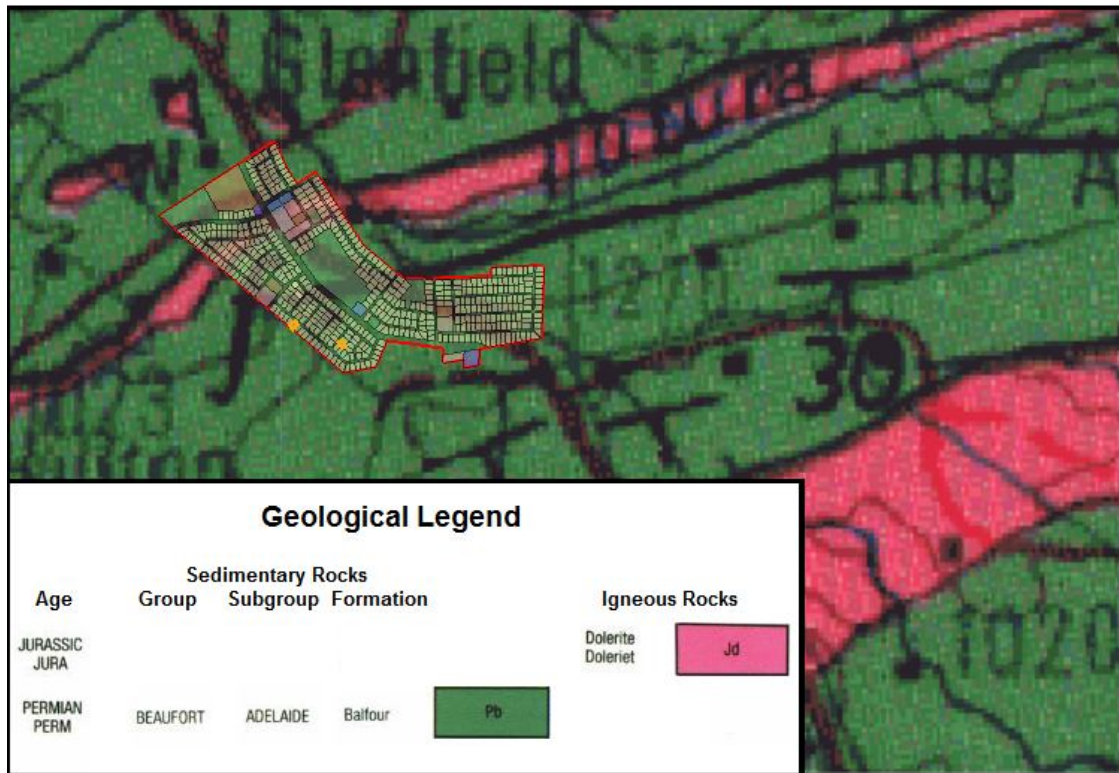 Glenfield
30
Geological Legend
Sedimentary Rocks
Age Group Subgroup Formation Igneous Rocks
JURASSIC
JURA
Dolerite
Doleriet
Jd
PERMIAN
PERM
BEAUFORT ADELAIDE Balfour Pb